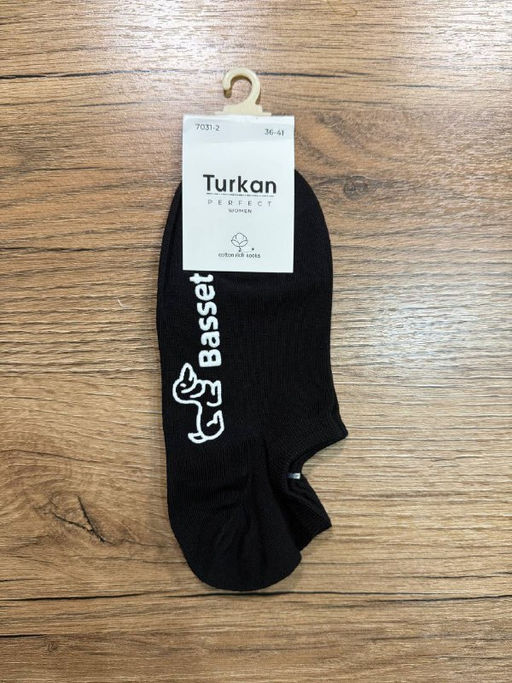 7031-2 36-41
Turkan
PERFECT
WOMEN
cotton rich socks
Basset